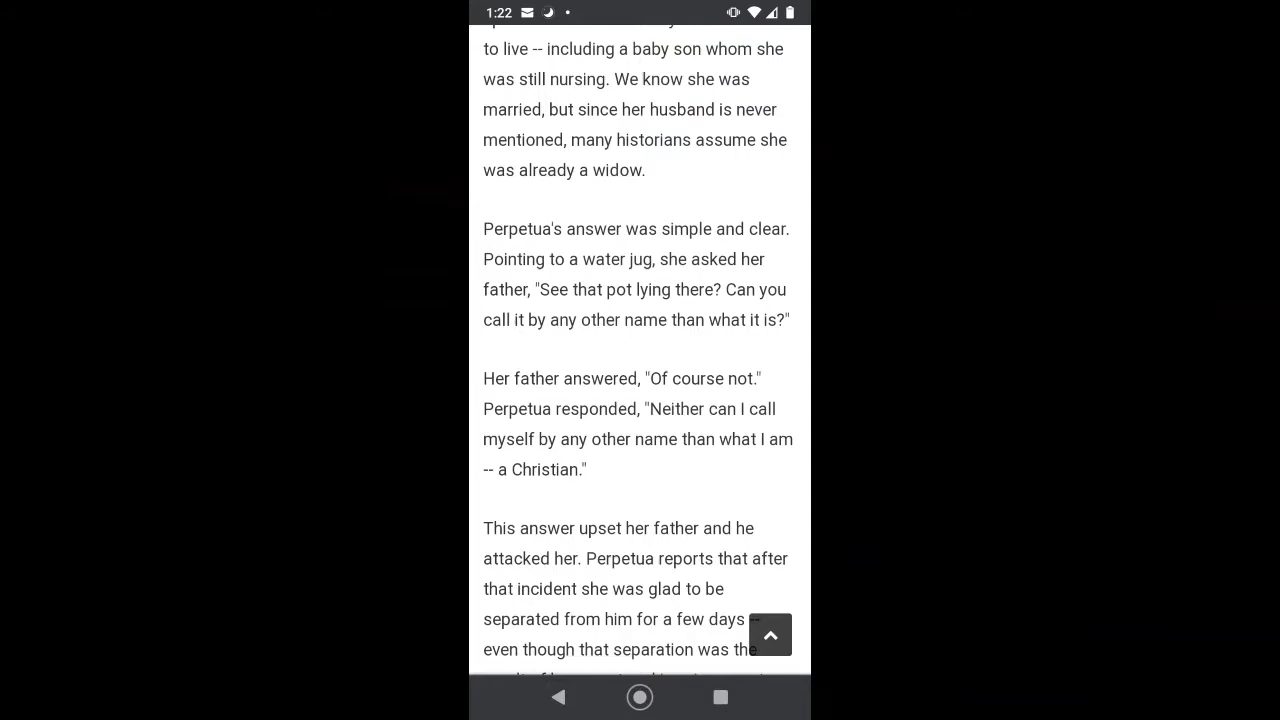 1:22
to live -- including a baby son whom she
was still nursing. We know she was
married, but since her husband is never
mentioned, many historians assume she
was already a widow.
Perpetua's answer was simple and clear.
Pointing to a water jug, she asked her
father, "See that pot lying there? Can you
call it by any other name than what it is?"
Her father answered, "Of course not."
Perpetua responded, "Neither can I call
myself by any other name than what I am
-- a Christian."
This answer upset her father and he
attacked her. Perpetua reports that after
that incident she was glad to be
separated from him for a few days --
even though that separation was the